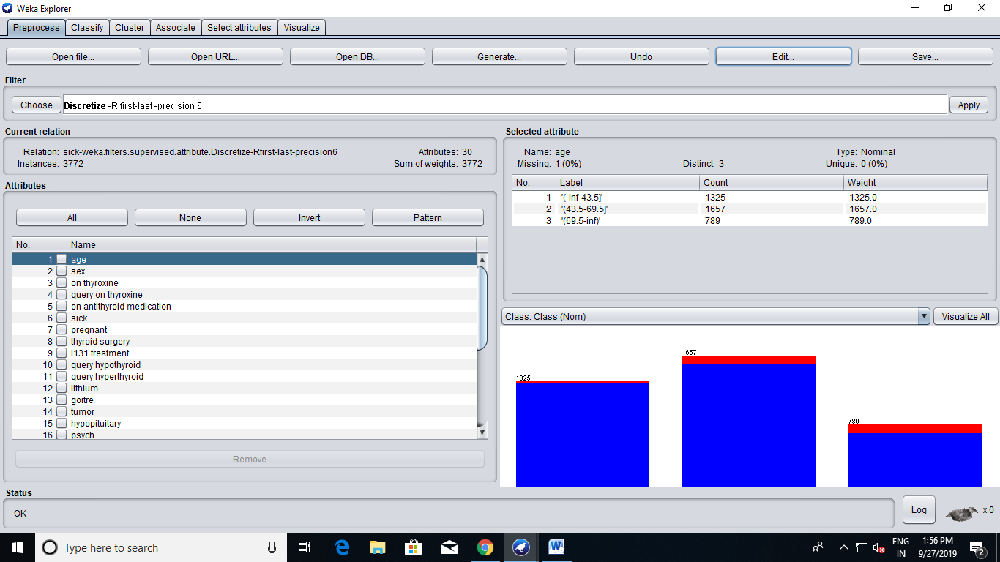 Weka Explorer
Preprocess Classify Cluster Associate Select attributes Visualize
Open file... Open URL... Open DB... Generate... Undo Edit... Save...
Filter
Choose Discretize -R first-last -precision 6 Apply
Current relation
Relation: sick-weka.filters.supervised.attribute.Discretize-Rfirst-last-precision6 Attributes: 30
Instances: 3772 Sum of weights: 3772
Attributes
All None Invert Pattern
No. Name
1 age
2 sex
3 on thyroxine
4 query on thyroxine
5 on antithyroid medication
6 sick
7 pregnant
8 thyroid surgery
9 I131 treatment
10 query hypothyroid
11 query hyperthyroid
12 lithium
13 goitre
14 tumor
15 hypopituitary
16 psych
Remove
Selected attribute
Name: age Type: Nominal
Missing: 1 (0%) Distinct: 3 Unique: 0 (0%)
No. Label Count Weight
1 '(-inf-43.5]' 1325 1325.0
2 '(43.5-69.5]' 1657 1657.0
3 '(69.5-inf)' 789 789.0
Class: Class (Nom) Visualize All
1657
1325
789
Status
OK
Log x 0
Type here to search
ENG 1:56 PM
IN 9/27/2019 2